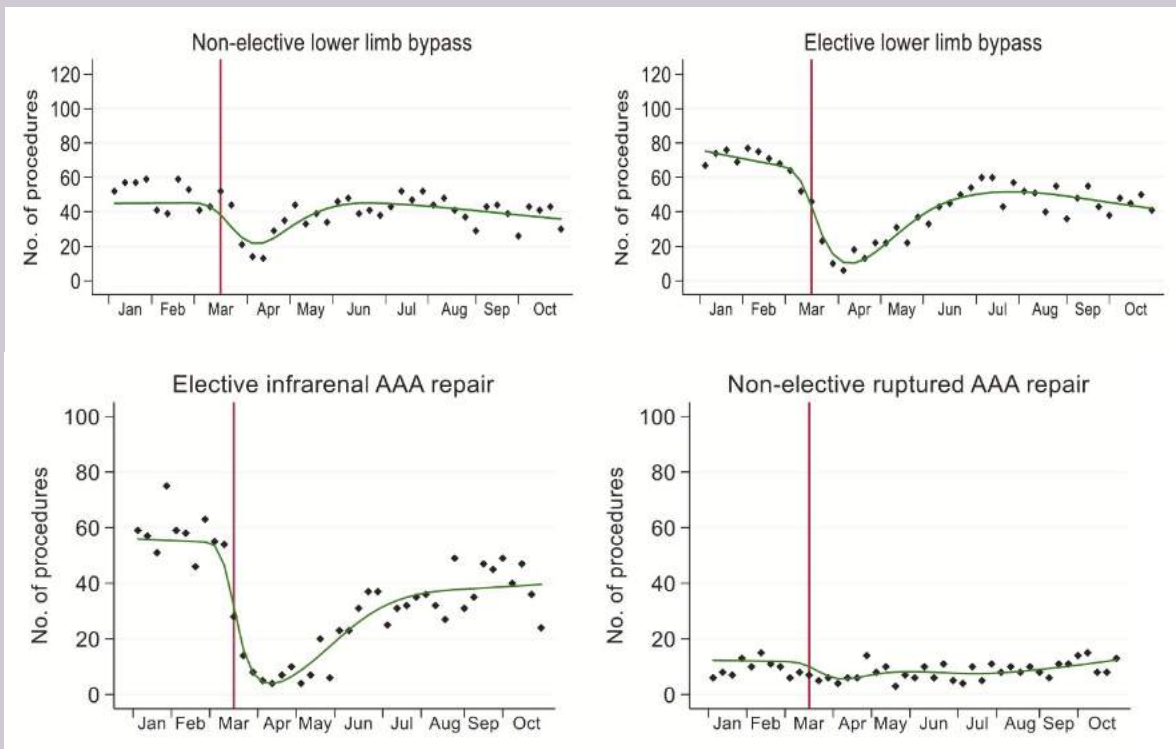 Non-elective lower limb bypass
No. of procedures
120
100
80
60
40
20
0
Jan Feb Mar Apr May Jun Jul Aug Sep Oct
Elective lower limb bypass
No. of procedures
120
100
80
60
40
20
0
Jan Feb Mar Apr May Jun Jul Aug Sep Oct
Elective infrarenal AAA repair
No. of procedures
100
80
60
40
20
0
Jan Feb Mar Apr May Jun Jul Aug Sep Oct
Non-elective ruptured AAA repair
No. of procedures
100
80
60
40
20
0
Jan Feb Mar Apr May Jun Jul Aug Sep Oct